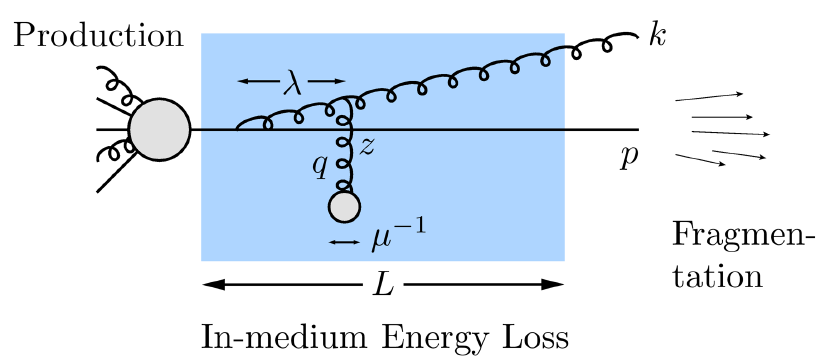 Production
k
λ
z
q
p
μ⁻¹
Fragmen-
tation
L
In-medium Energy Loss